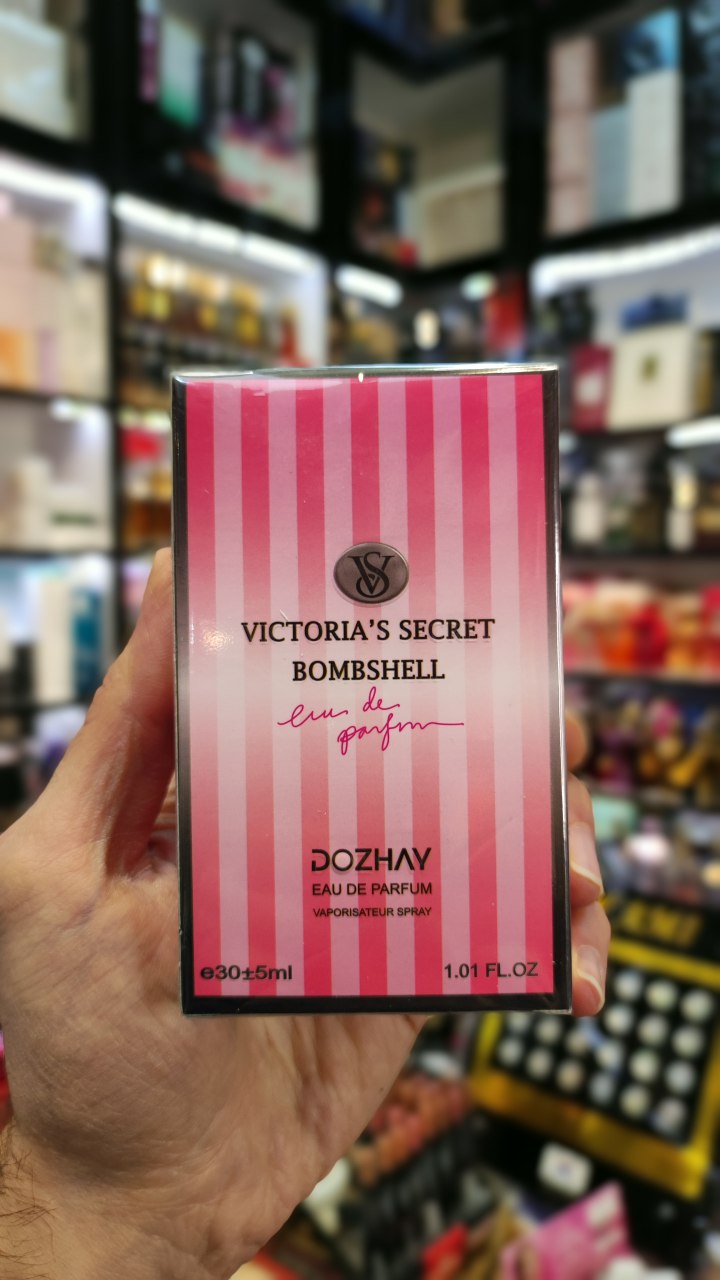 VS
VICTORIA'S SECRET
BOMBSHELL
eau de
parfum
DOZHAY
EAU DE PARFUM
VAPORISATEUR SPRAY
e30±5ml
1.01 FL.OZ